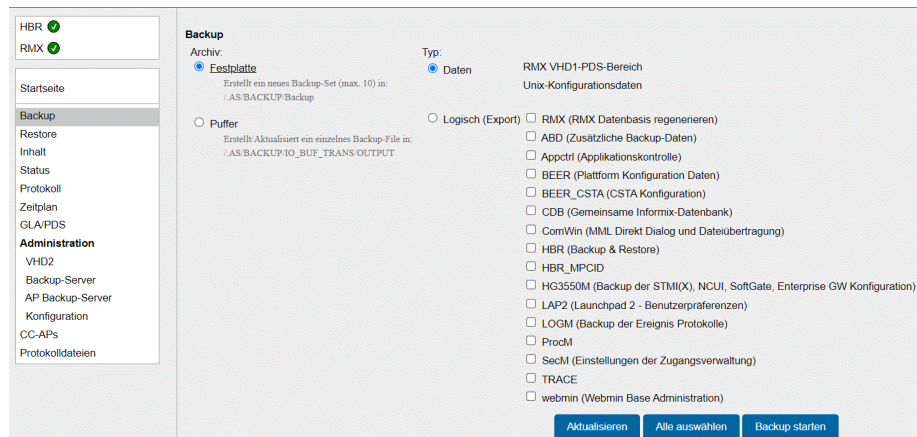 HBR
RMX
Startseite
Backup
Restore
Inhalt
Status
Protokoll
Zeitplan
GLA/PDS
Administration
VHD2
Backup-Server
AP Backup-Server
Konfiguration
CC-APs
Protokolldateien
Backup
Archiv:
Festplatte
Erstellt ein neues Backup-Set (max. 10) in:
/.AS/BACKUP/Backup
Puffer
Erstellt/Aktualisiert ein einzelnes Backup-File in:
/.AS/BACKUP/IO_BUF_TRANS/OUTPUT
Typ:
Daten
RMX VHD1-PDS-Bereich
Unix-Konfigurationsdaten
Logisch (Export)
RMX (RMX Datenbasis regenerieren)
ABD (Zusätzliche Backup-Daten)
Appctrl (Applikationskontrolle)
BEER (Plattform Konfiguration Daten)
BEER_CSTA (CSTA Konfiguration)
CDB (Gemeinsame Informix-Datenbank)
ComWin (MML Direkt Dialog und Dateiübertragung)
HBR (Backup & Restore)
HBR_MPCID
HG3550M (Backup der STMI(X), NCUI, SoftGate, Enterprise GW Konfiguration)
LAP2 (Launchpad 2 - Benutzerpräferenzen)
LOGM (Backup der Ereignis Protokolle)
ProcM
SecM (Einstellungen der Zugangsverwaltung)
TRACE
webmin (Webmin Base Administration)
Aktualisieren
Alle auswählen
Backup starten